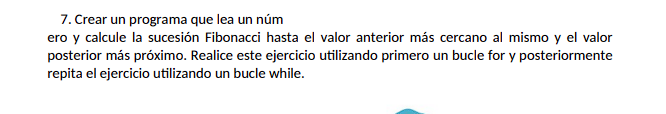 7. Crear un programa que lea un núm
ero y calcule la sucesión Fibonacci hasta el valor anterior más cercano al mismo y el valor
posterior más próximo. Realice este ejercicio utilizando primero un bucle for y posteriormente
repita el ejercicio utilizando un bucle while.